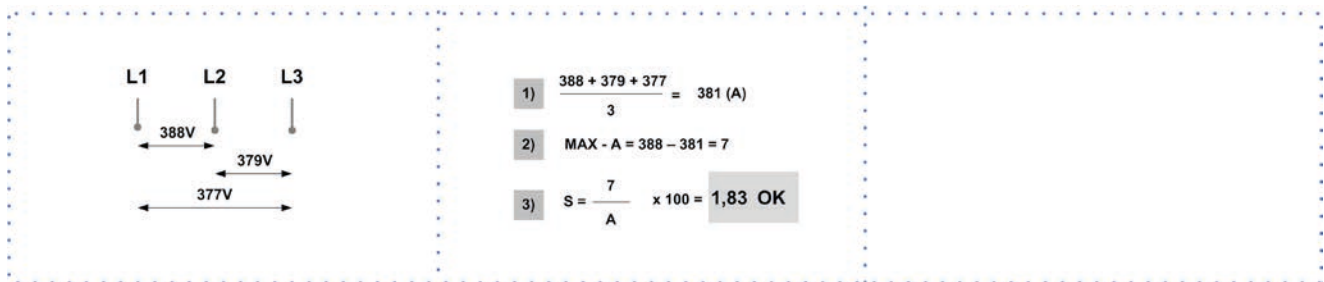 L1 L2 L3
388V
379V
377V
1) 388 + 379 + 377
3
= 381 (A)
2) MAX - A = 388 – 381 = 7
3) S = 7
A
x 100 = 1,83 OK